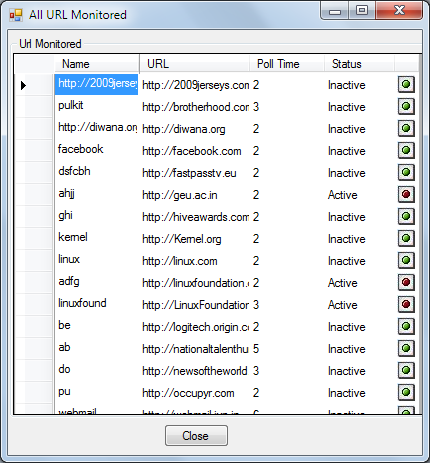 All URL Monitored
Url Monitored
Name URL Poll Time Status
http://2009jersey http://2009jerseys.com 2 Inactive
pulkit http://brotherhood.com 3 Inactive
http://diwana.org http://diwana.org 2 Inactive
facebook http://facebook.com 2 Inactive
dsfcbh http://fastpasstv.eu 2 Inactive
ahjj http://geu.ac.in 2 Active
ghi http://hiveawards.com 2 Inactive
kernel http://Kernel.org 2 Inactive
linux http://linux.com 2 Inactive
adfg http://linuxfoundation. 2 Active
linuxfound http://LinuxFoundation 3 Active
be http://logitech.origin.c 2 Inactive
ab http://nationaltalenthu 5 Inactive
do http://newsoftheworld 3 Inactive
pu http://occupyr.com 2 Inactive
webmail Inactive
Close